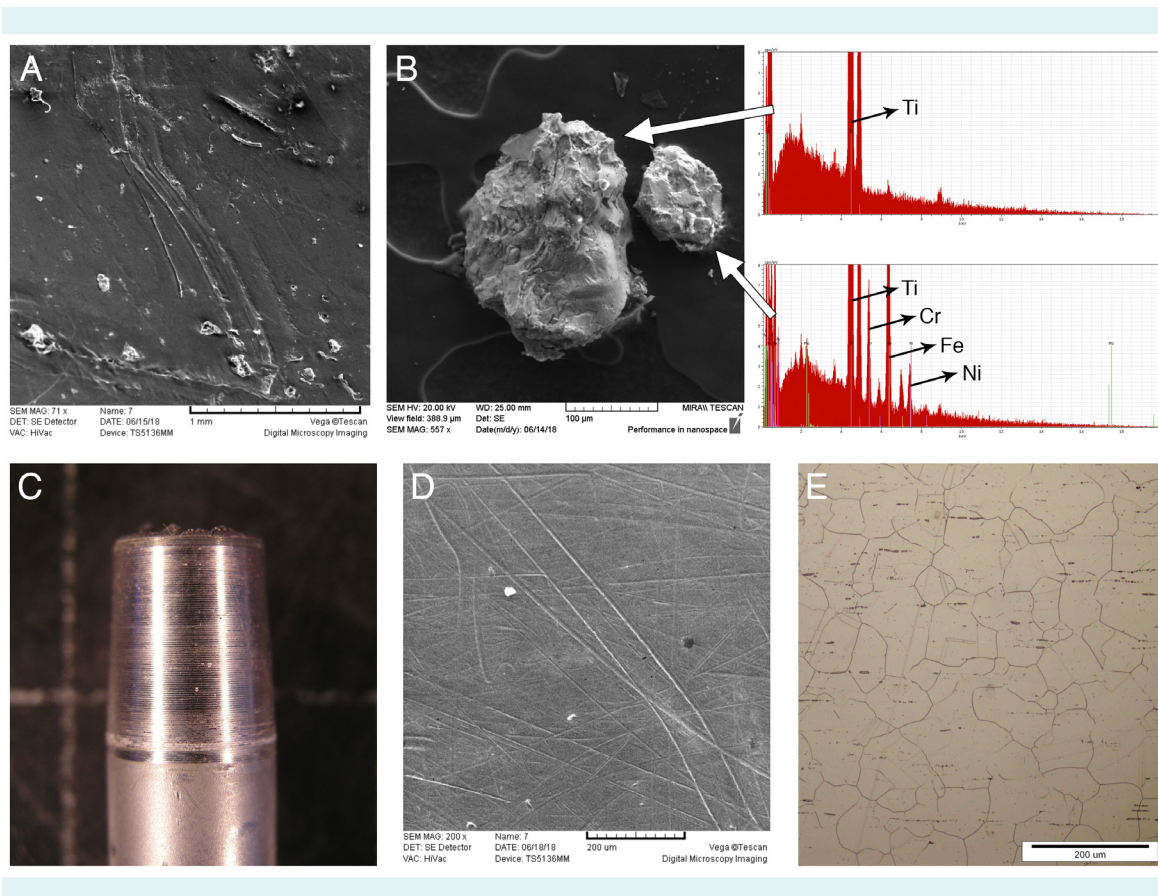 A
SEM MAG: 71 x
Name: 7
DET: SE Detector
DATE: 06/15/18
VAC: HiVac
Device: TS5136MM
1 mm
Vega ©Tescan
Digital Microscopy Imaging
B
SEM HV: 20.00 kV
WD: 25.00 mm
View field: 388.9 µm
Det: SE
SEM MAG: 557 x
Date(m/d/y): 06/14/18
100 µm
MIRA\\ TESCAN
Performance in nanospace
Ti
Ti
Cr
Fe
Ni
C
D
SEM MAG: 200 x
Name: 7
DET: SE Detector
DATE: 06/18/18
VAC: HiVac
Device: TS5136MM
200 um
Vega ©Tescan
Digital Microscopy Imaging
E
200 um